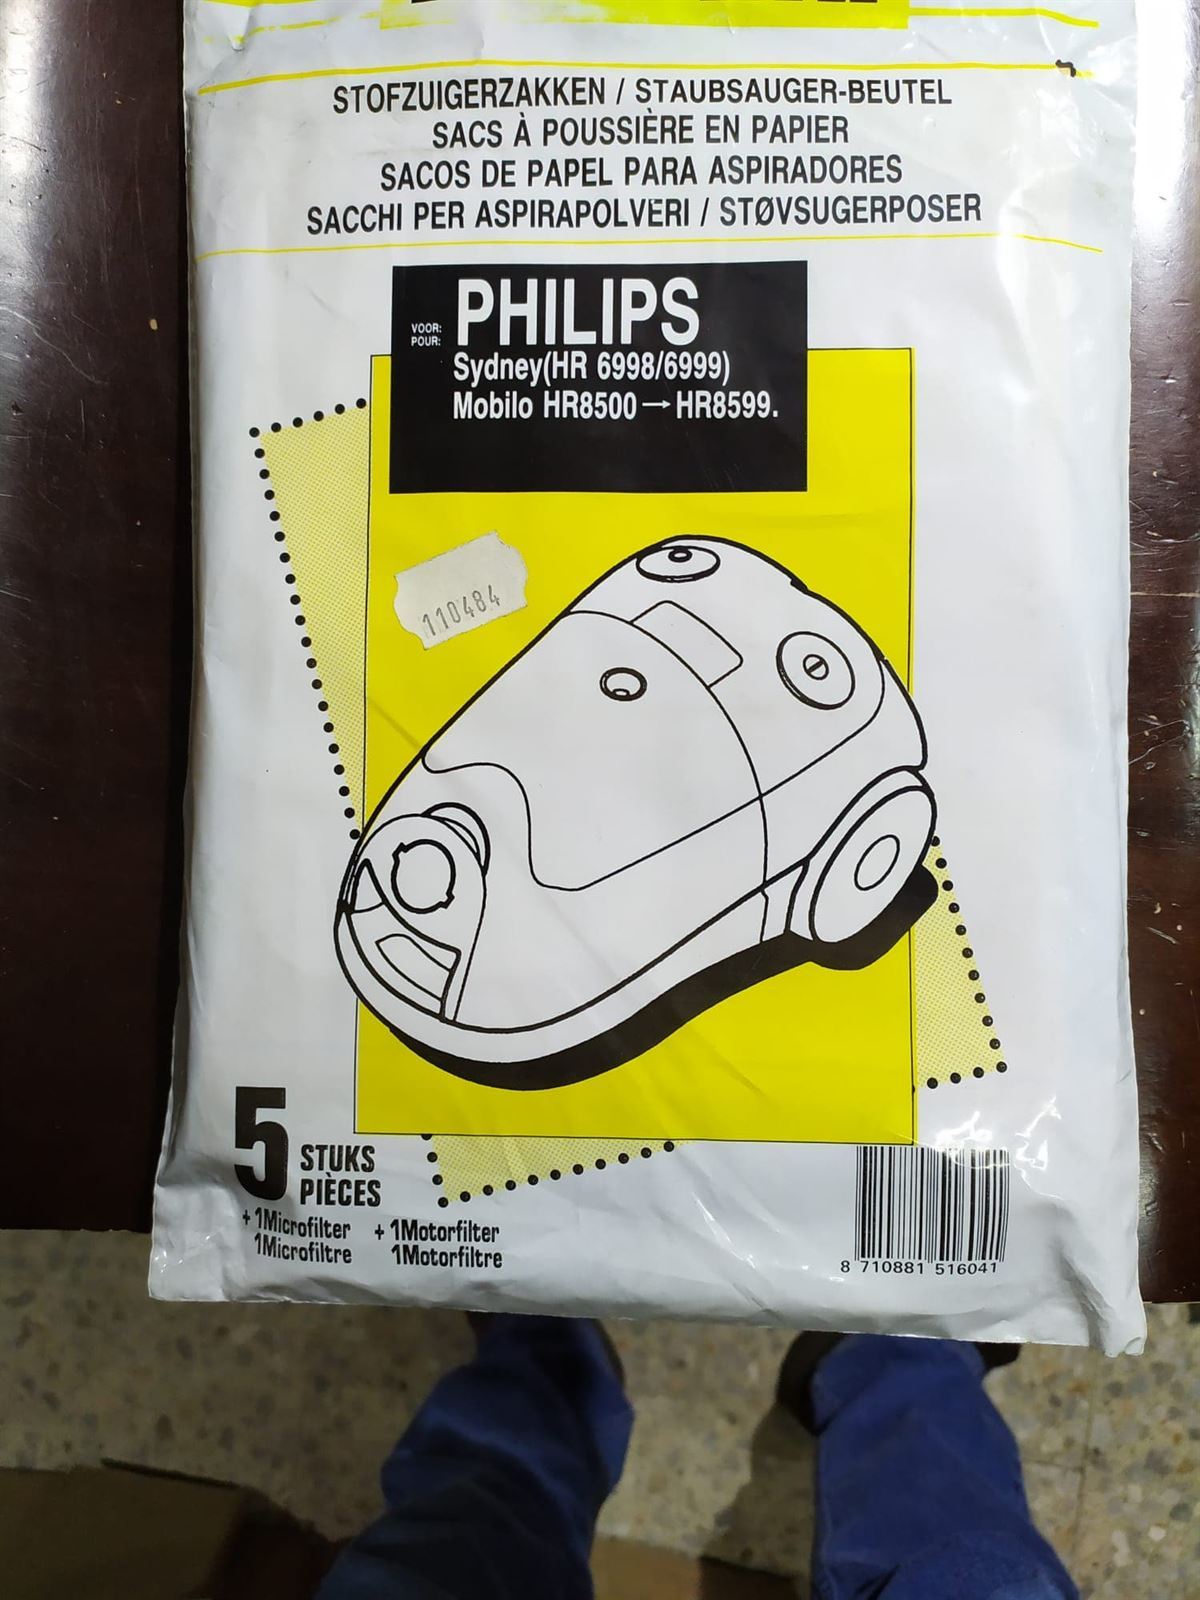 STOFZUIGERZAKKEN / STAUBSAUGER-BEUTEL
SACS À POUSSIÈRE EN PAPIER
SACOS DE PAPEL PARA ASPIRADORES
SACCHI PER ASPIRAPOLVERI / STØVSUGERPOSER
VOOR:
POUR:
PHILIPS
Sydney(HR 6998/6999)
Mobilo HR8500 → HR8599.
110484
5 STUKS
PIÈCES
+ 1Microfilter + 1Motorfilter
1Microfiltre 1Motorfiltre
8 710881 516041